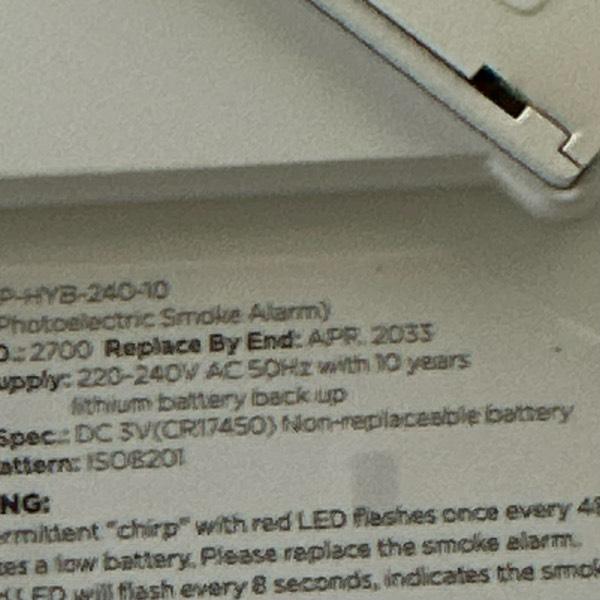 P-HYB-240-10
Photoelectric Smoke Alarm)
O.: 2700 Replace By End: APR. 2033
upply: 220-240V AC 50Hz with 10 years
lithium battery back up
Spec.: DC 3V(CR17450) Non-replaceable battery
attern: ISO8201
NG:
ermittent "chirp" with red LED flashes once every 48
tes a low battery. Please replace the smoke alarm.
d LED will flash every 8 seconds, indicates the smok